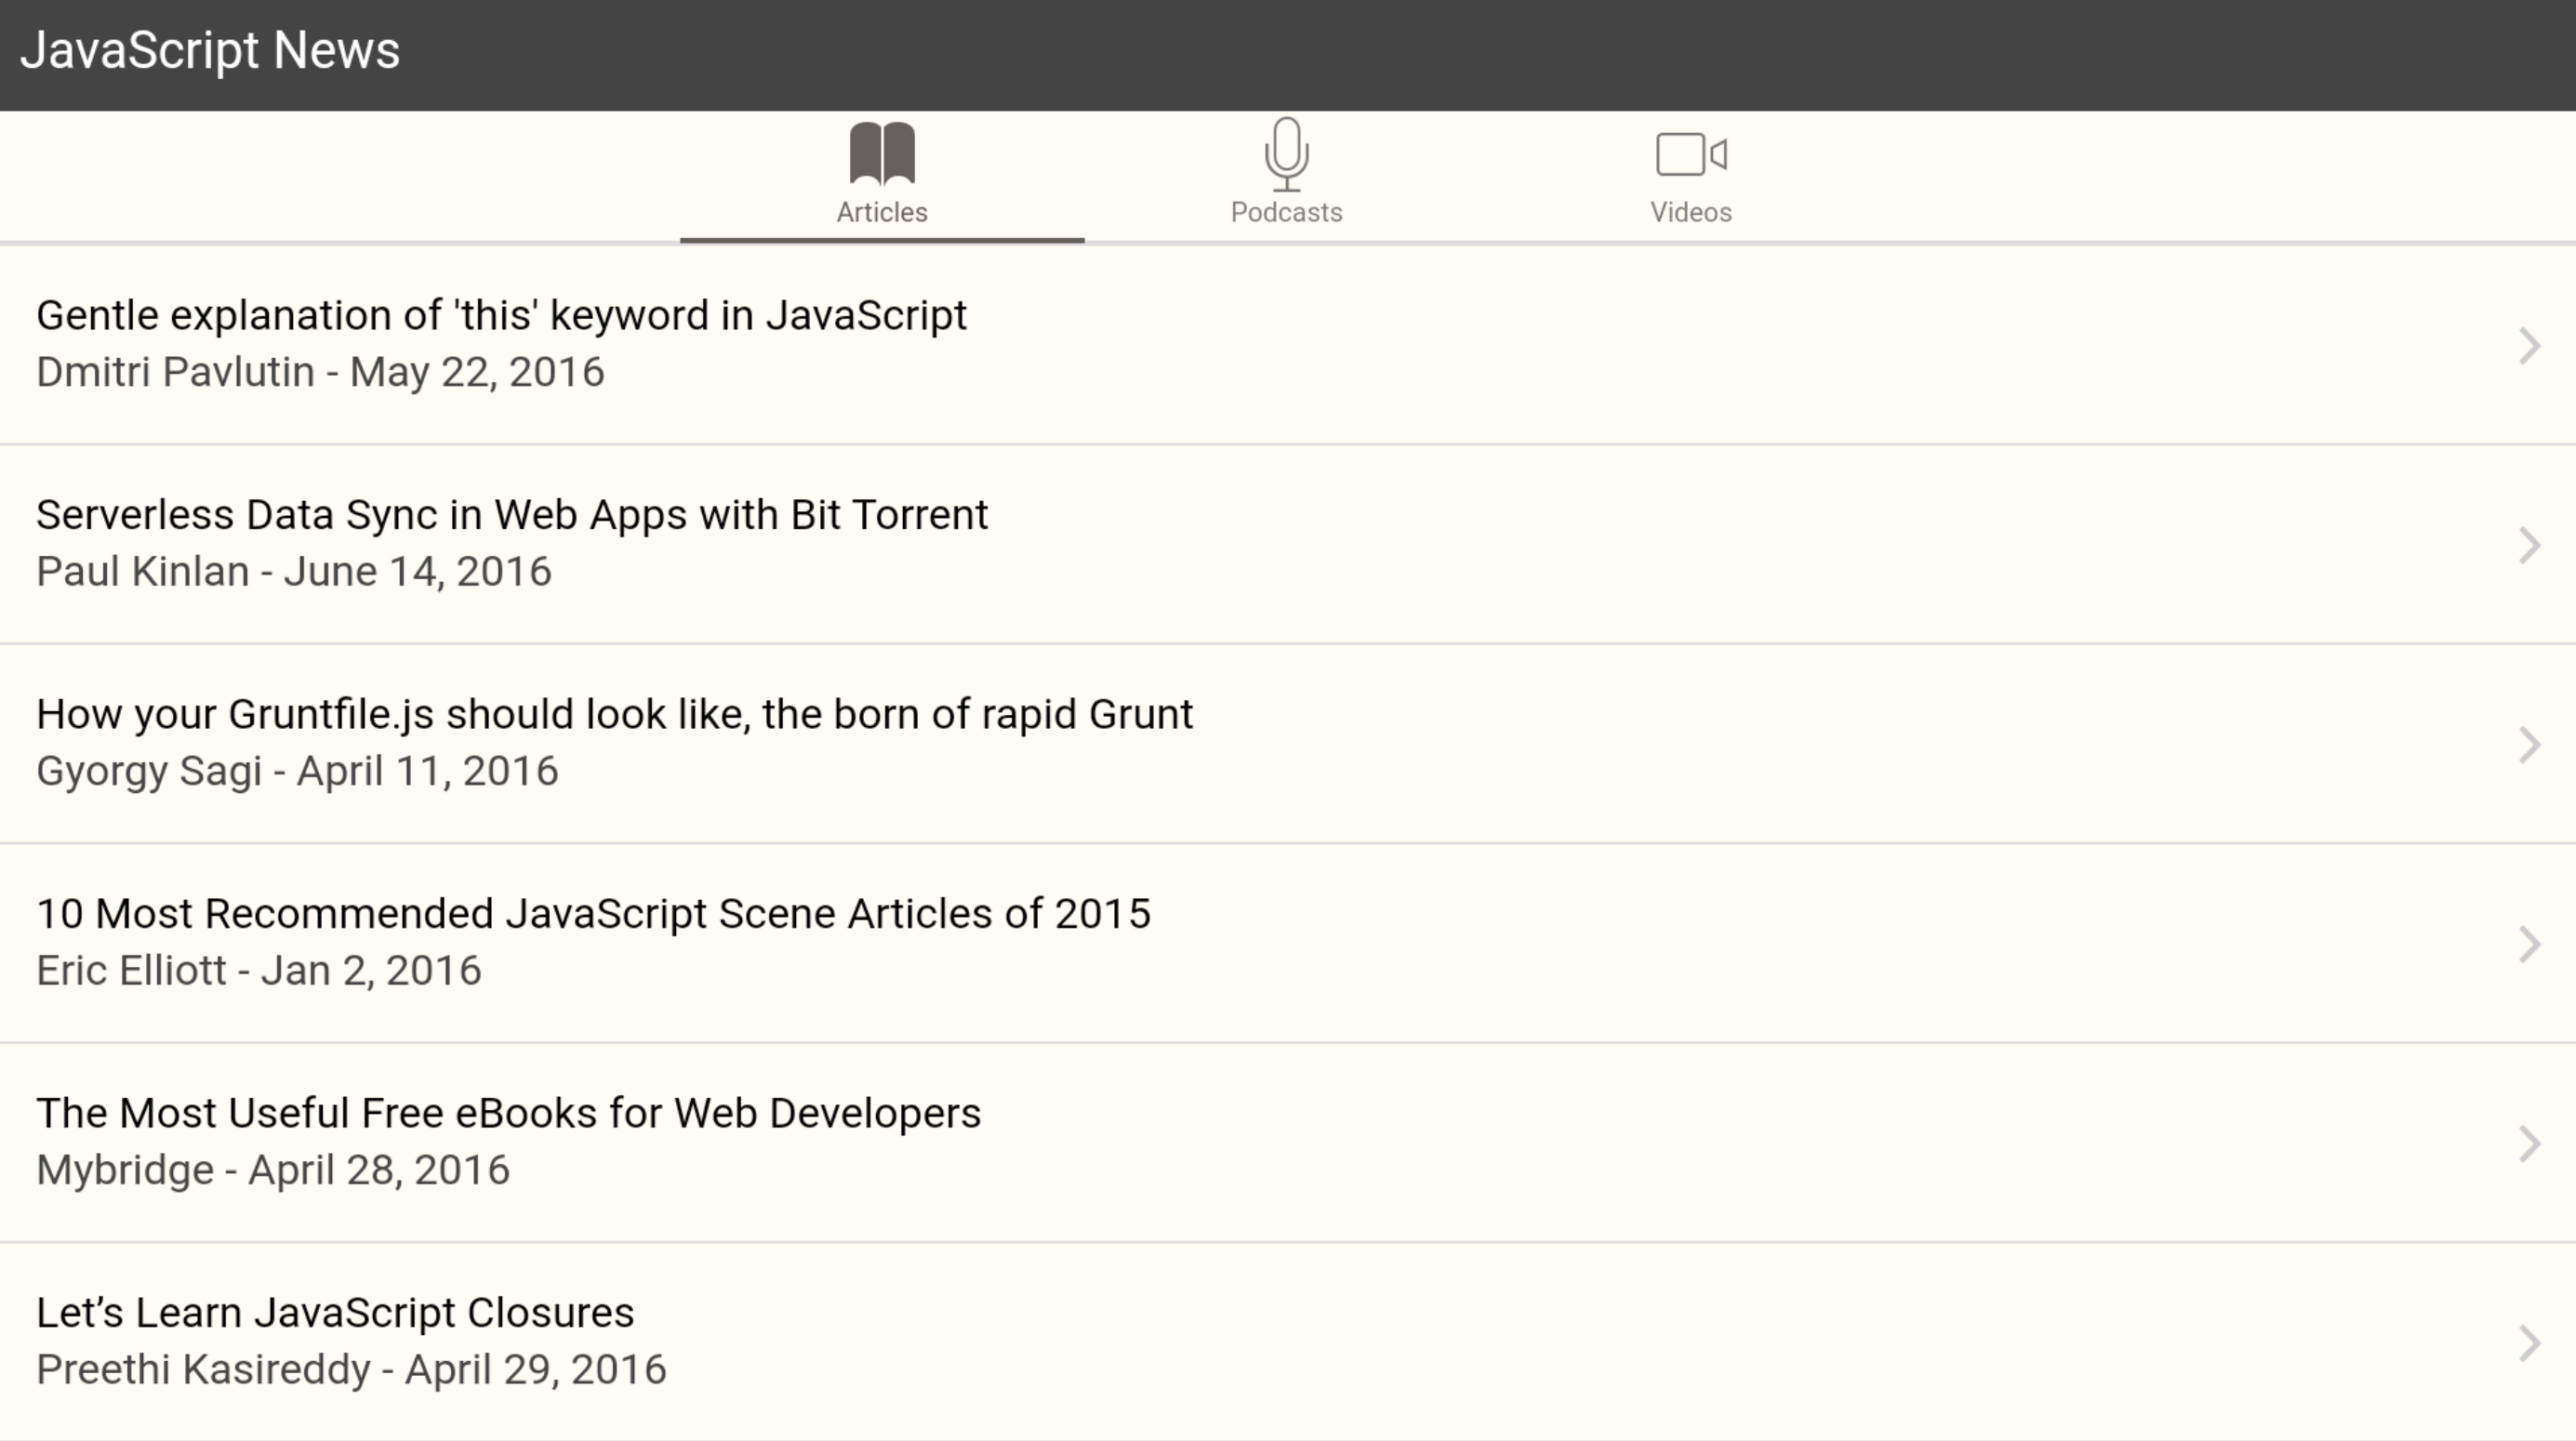 JavaScript News
Articles
Podcasts
Videos
Gentle explanation of 'this' keyword in JavaScript
Dmitri Pavlutin - May 22, 2016
Serverless Data Sync in Web Apps with Bit Torrent
Paul Kinlan - June 14, 2016
How your Gruntfile.js should look like, the born of rapid Grunt
Gyorgy Sagi - April 11, 2016
10 Most Recommended JavaScript Scene Articles of 2015
Eric Elliott - Jan 2, 2016
The Most Useful Free eBooks for Web Developers
Mybridge - April 28, 2016
Let’s Learn JavaScript Closures
Preethi Kasireddy - April 29, 2016